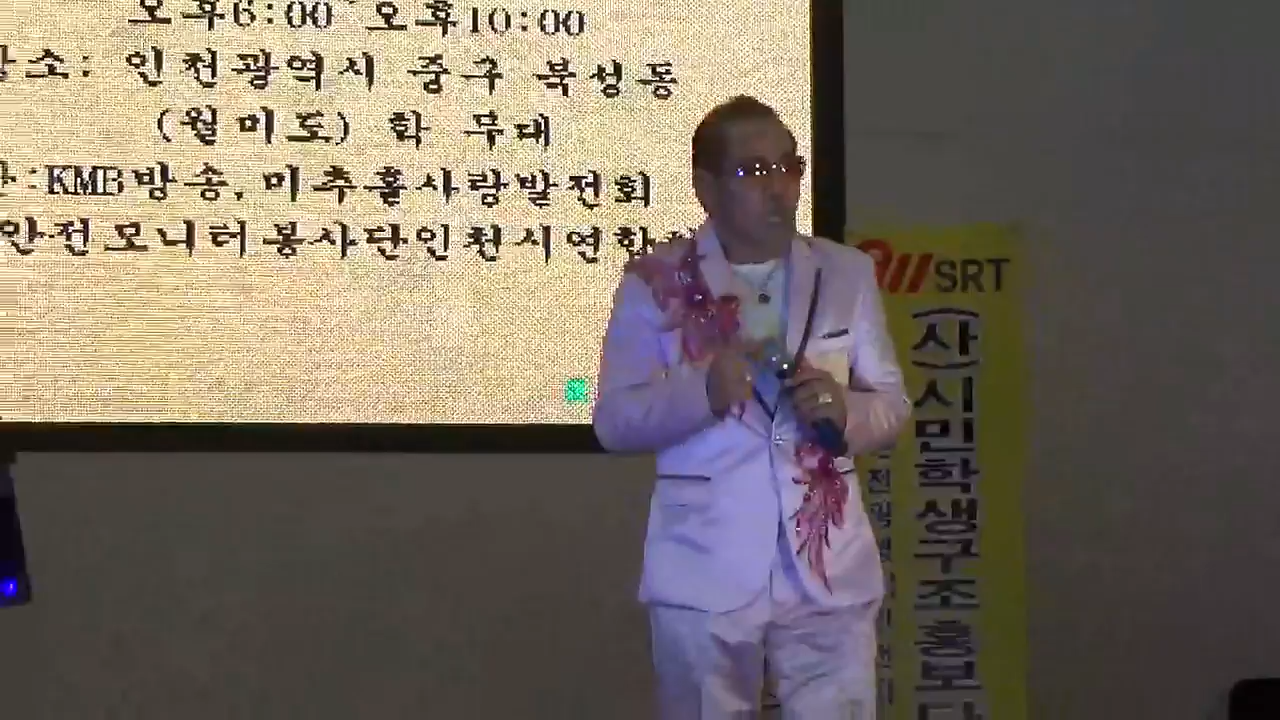 오후6:00~오후10:00
장소: 인천광역시 중구 북성동
(월미도) 학 무대
:KMB방송, 미추홀사랑발전회
안전모니터봉사단인천시연합
SRT
(사)시민학생구조홍보단